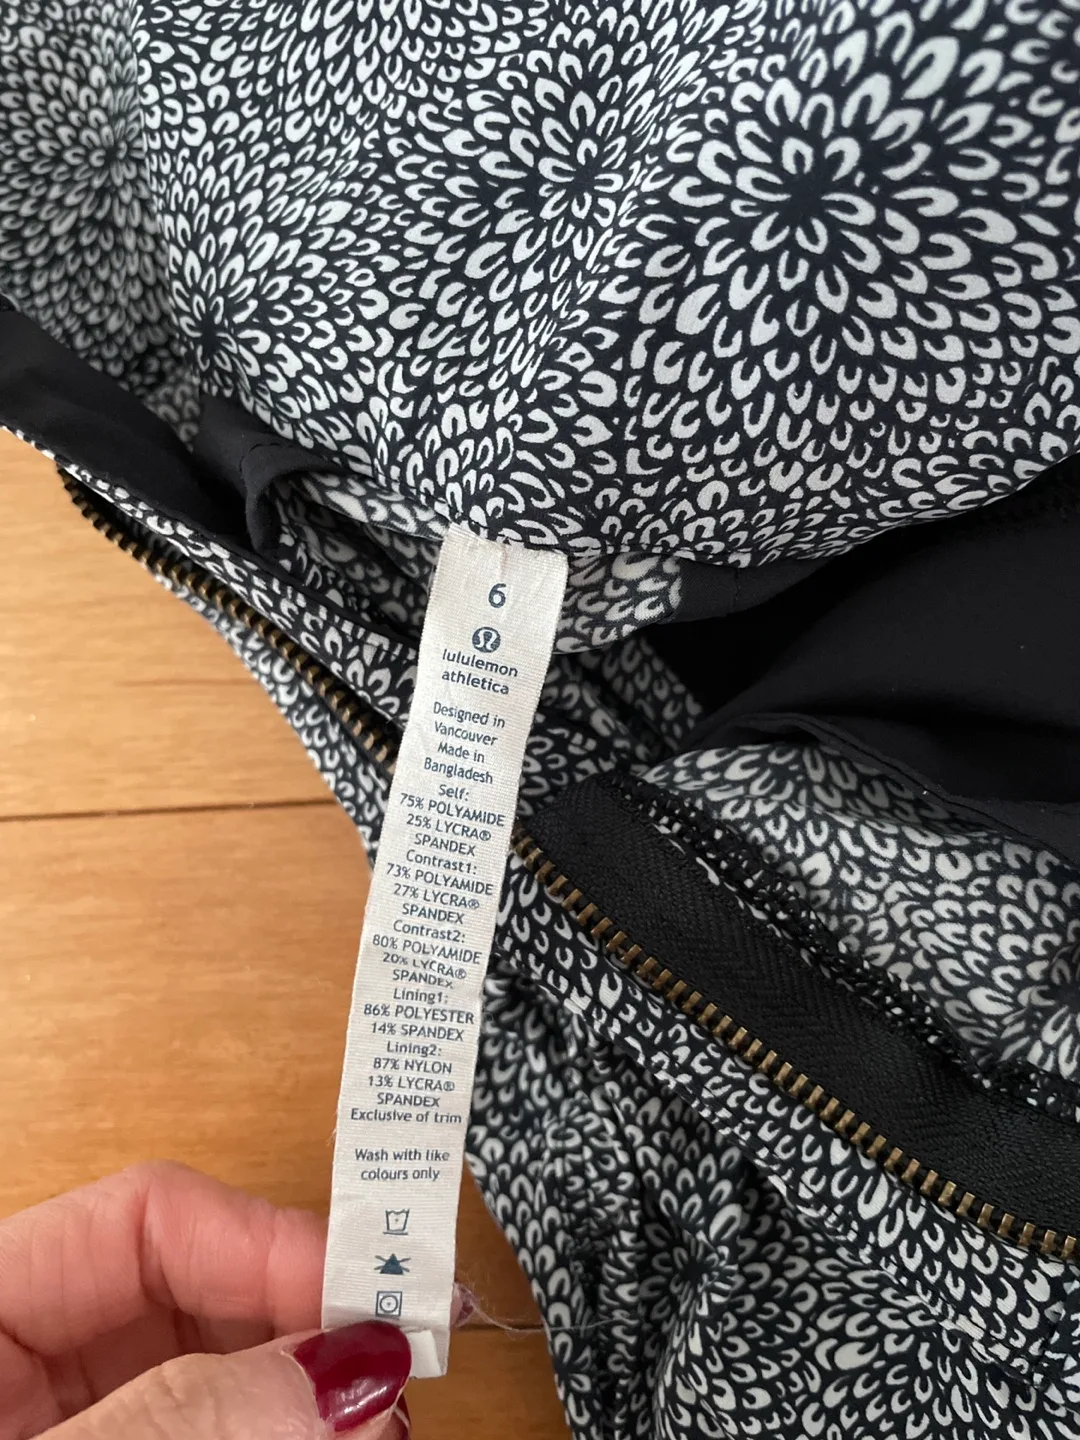 6
lululemon
athletica
Designed in
Vancouver
Made in
Bangladesh
Self:
75% POLYAMIDE
25% LYCRA®
SPANDEX
Contrast1:
73% POLYAMIDE
27% LYCRA®
SPANDEX
Contrast2:
80% POLYAMIDE
20% LYCRA®
SPANDEX
Lining1:
86% POLYESTER
14% SPANDEX
Lining2:
87% NYLON
13% LYCRA®
SPANDEX
Exclusive of trim
Wash with like
colours only